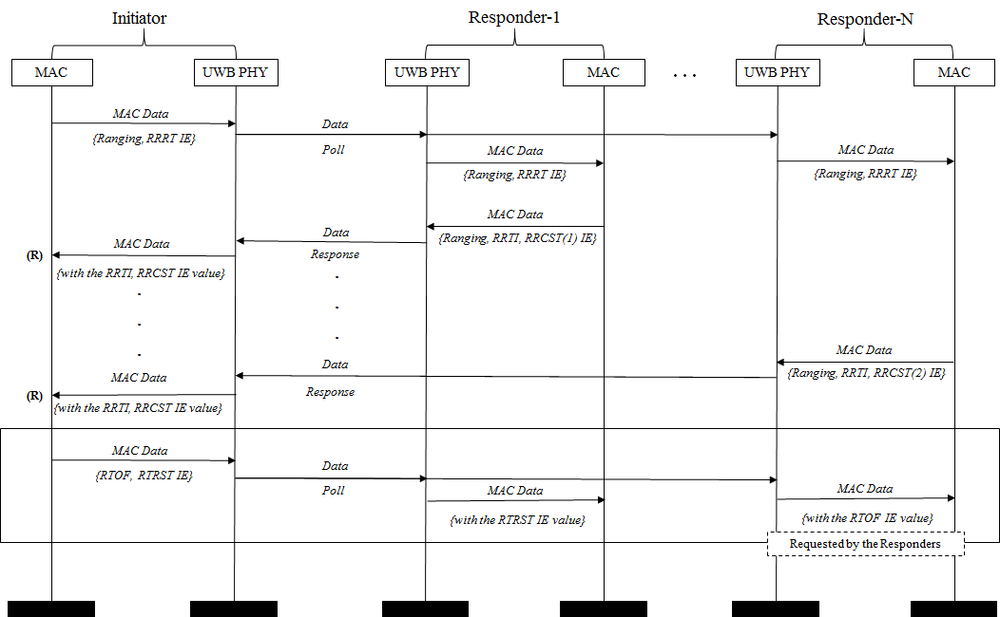 Initiator
Responder-1
Responder-N
MAC
UWB PHY
UWB PHY
MAC
. . .
UWB PHY
MAC
MAC Data
{Ranging, RRRT IE}
Data
Poll
MAC Data
{Ranging, RRRT IE}
MAC Data
{Ranging, RRRT IE}
MAC Data
{Ranging, RRTI, RRCST(1) IE}
Data
Response
MAC Data
(R)
{with the RRTI, RRCST IE value}
MAC Data
{Ranging, RRTI, RRCST(2) IE}
Data
Response
MAC Data
(R)
{with the RRTI, RRCST IE value}
MAC Data
{RTOF, RTRST IE}
Data
Poll
MAC Data
{with the RTRST IE value}
MAC Data
{with the RTOF IE value}
Requested by the Responders